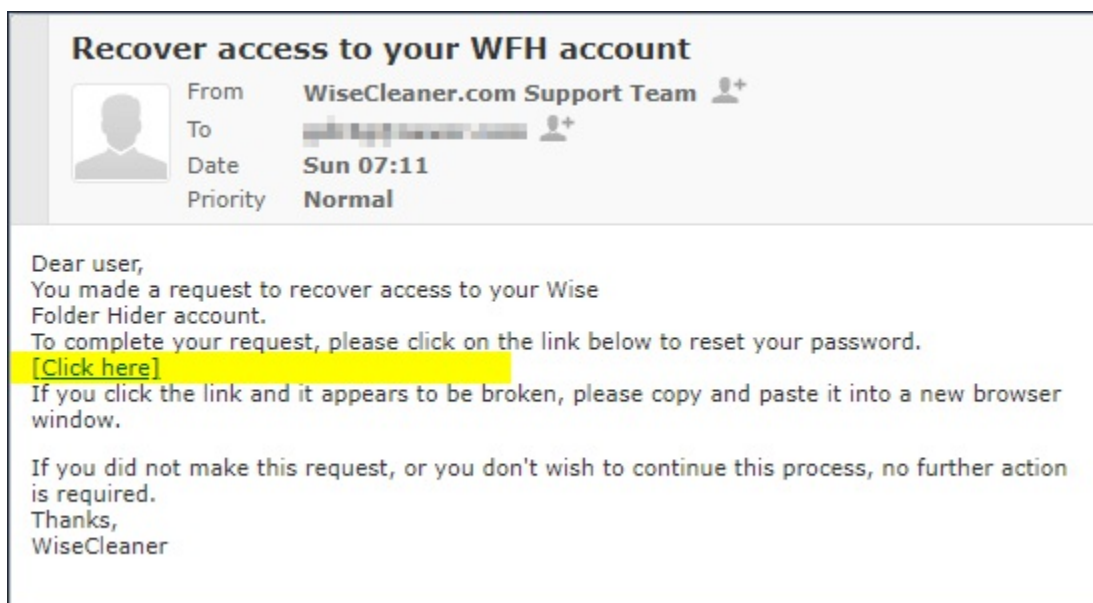 Recover access to your WFH account
From WiseCleaner.com Support Team
To
Date Sun 07:11
Priority Normal
Dear user,
You made a request to recover access to your Wise
Folder Hider account.
To complete your request, please click on the link below to reset your password.
[Click here]
If you click the link and it appears to be broken, please copy and paste it into a new browser
window.
If you did not make this request, or you don't wish to continue this process, no further action
is required.
Thanks,
WiseCleaner